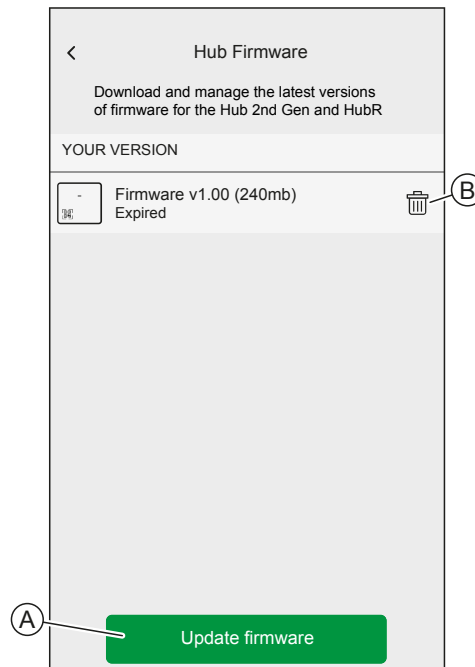 Hub Firmware
Download and manage the latest versions
of firmware for the Hub 2nd Gen and HubR
YOUR VERSION
Firmware v1.00 (240mb)
Expired
B
A
Update firmware